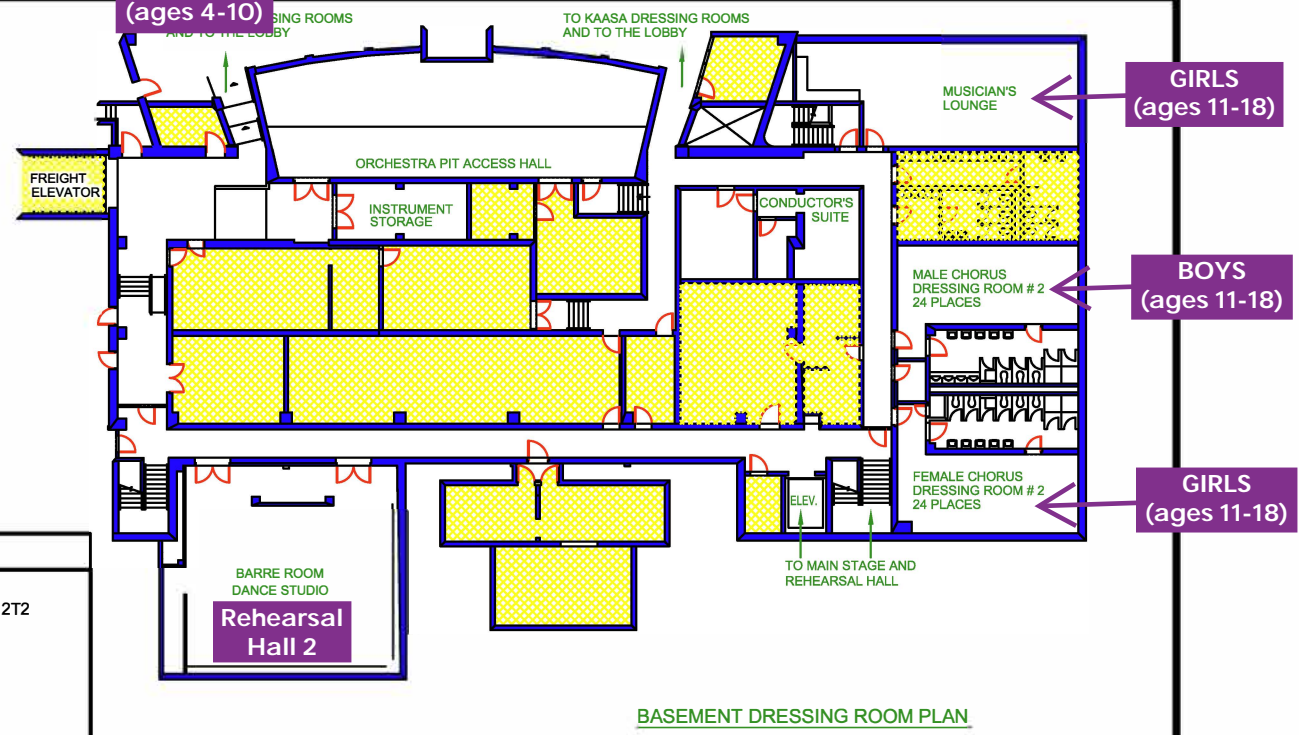 (ages 4-10)
SING ROOMS
AND TO THE LOBBY
TO KAASA DRESSING ROOMS
AND TO THE LOBBY
MUSICIAN'S
LOUNGE
GIRLS
(ages 11-18)
ORCHESTRA PIT ACCESS HALL
FREIGHT
ELEVATOR
INSTRUMENT
STORAGE
CONDUCTOR'S
SUITE
MALE CHORUS
DRESSING ROOM # 2
24 PLACES
BOYS
(ages 11-18)
FEMALE CHORUS
DRESSING ROOM # 2
24 PLACES
GIRLS
(ages 11-18)
ELEV.
TO MAIN STAGE AND
REHEARSAL HALL
BARRE ROOM
DANCE STUDIO
Rehearsal
Hall 2
2T2
BASEMENT DRESSING ROOM PLAN